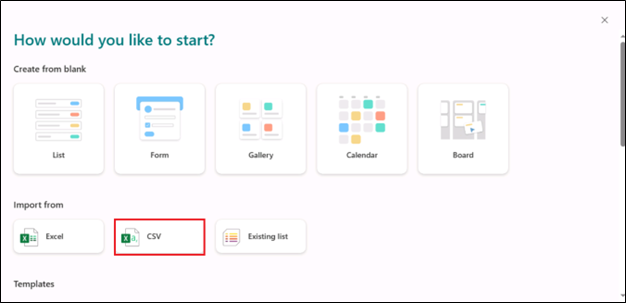 How would you like to start?
Create from blank
List
Form
Gallery
Calendar
Board
Import from
Excel
CSV
Existing list
Templates